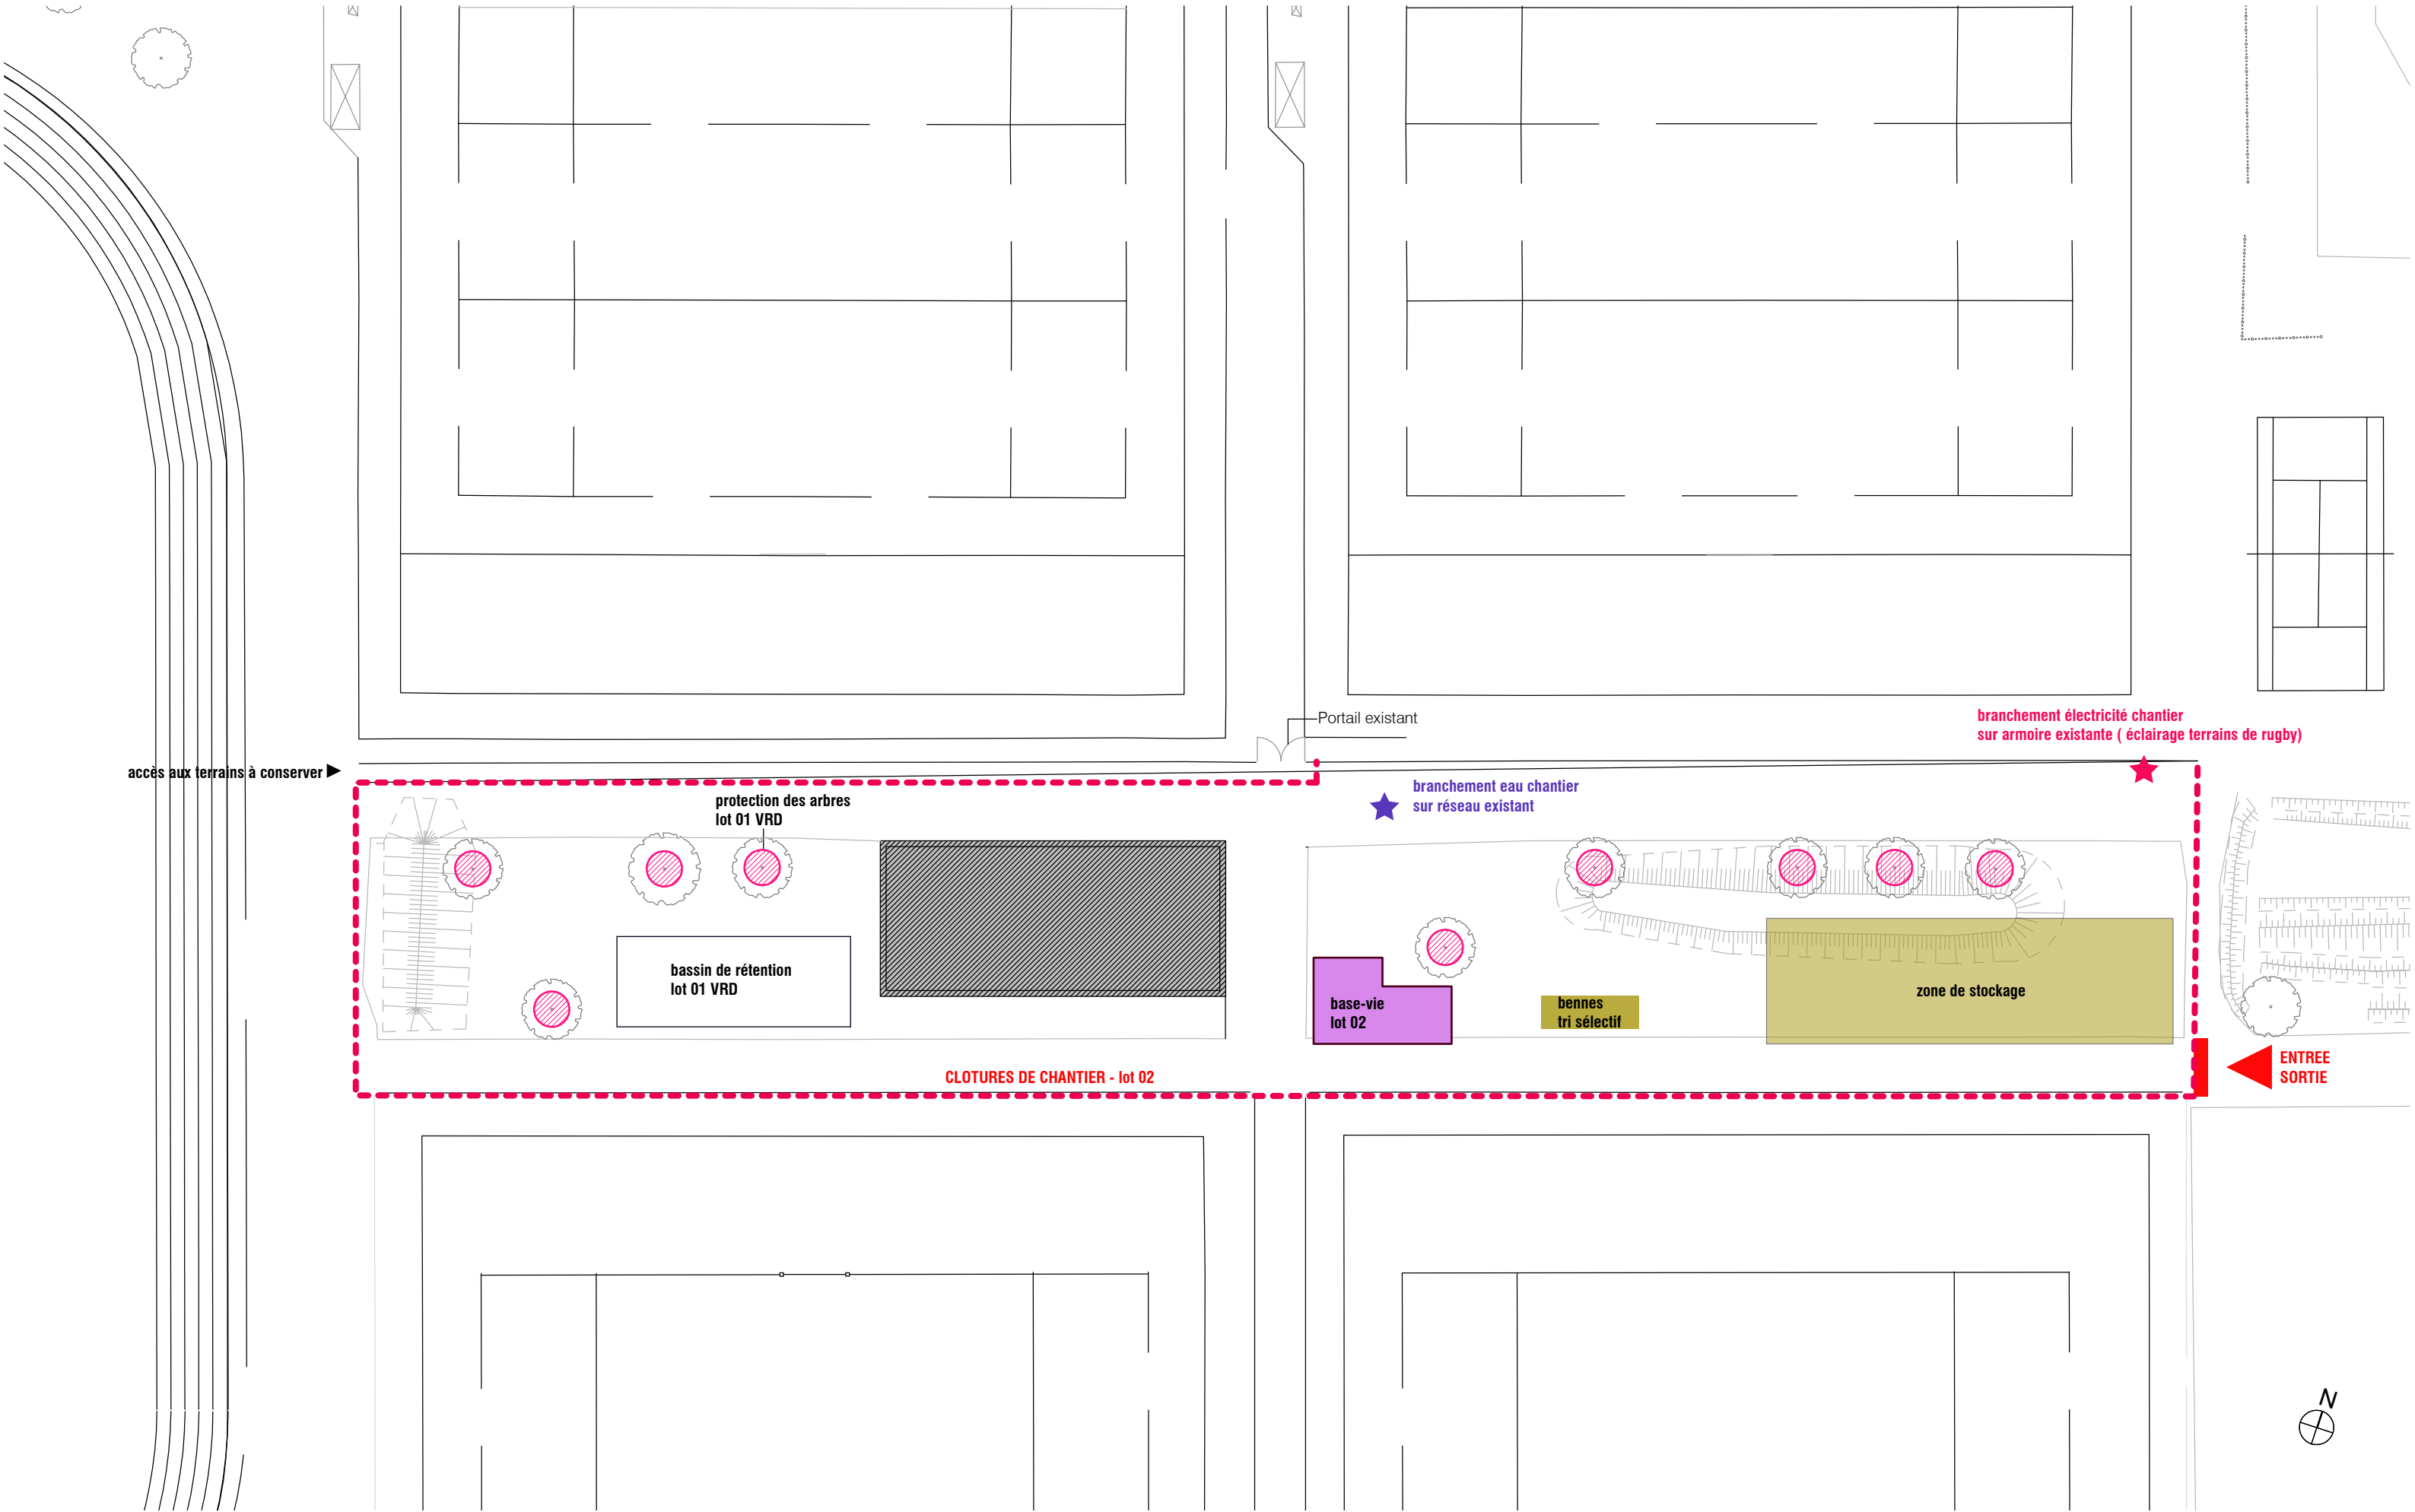 Portail existant
branchement électricité chantier
sur armoire existante ( éclairage terrains de rugby)
accès aux terrains à conserver
branchement eau chantier
sur réseau existant
protection des arbres
lot 01 VRD
bassin de rétention
lot 01 VRD
base-vie
lot 02
bennes
tri sélectif
zone de stockage
CLOTURES DE CHANTIER - lot 02
ENTREE
SORTIE
N